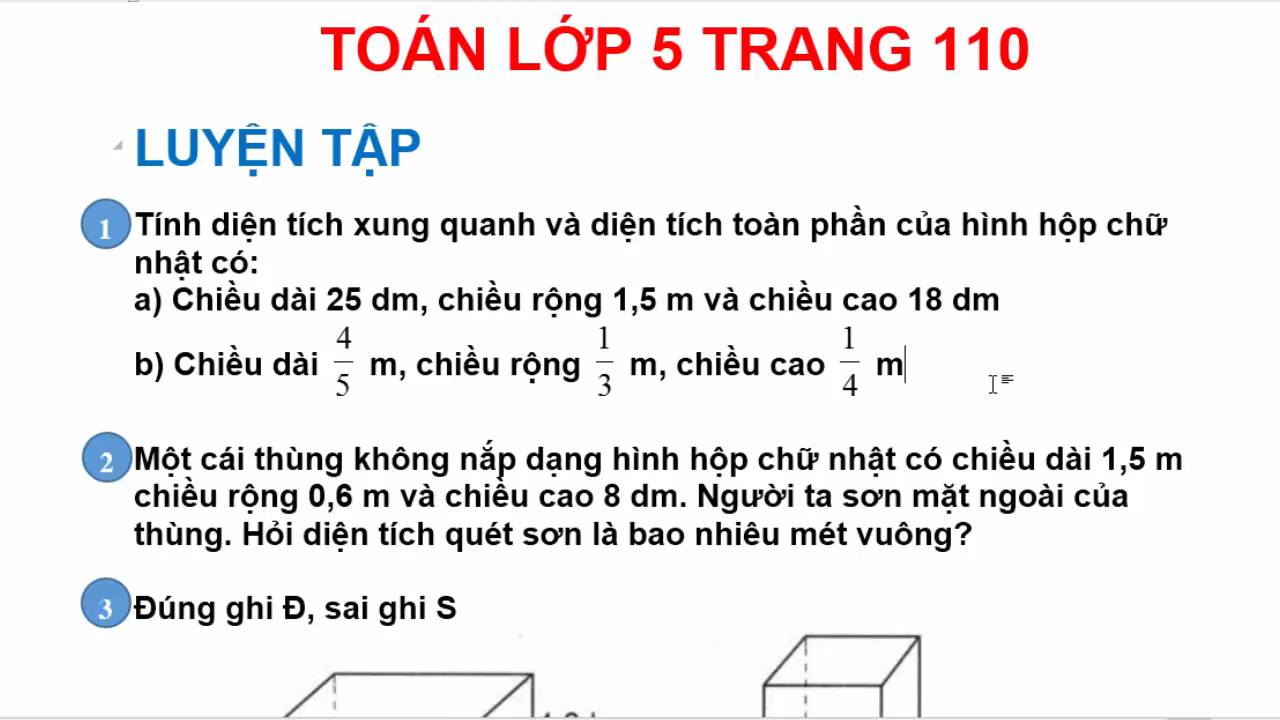 TOÁN LỚP 5 TRANG 110
LUYỆN TẬP
1 Tính diện tích xung quanh và diện tích toàn phần của hình hộp chữ
nhật có:
a) Chiều dài 25 dm, chiều rộng 1,5 m và chiều cao 18 dm
b) Chiều dài 4/5 m, chiều rộng 1/3 m, chiều cao 1/4 m
2 Một cái thùng không nắp dạng hình hộp chữ nhật có chiều dài 1,5 m
chiều rộng 0,6 m và chiều cao 8 dm. Người ta sơn mặt ngoài của
thùng. Hỏi diện tích quét sơn là bao nhiêu mét vuông?
3 Đúng ghi Đ, sai ghi S